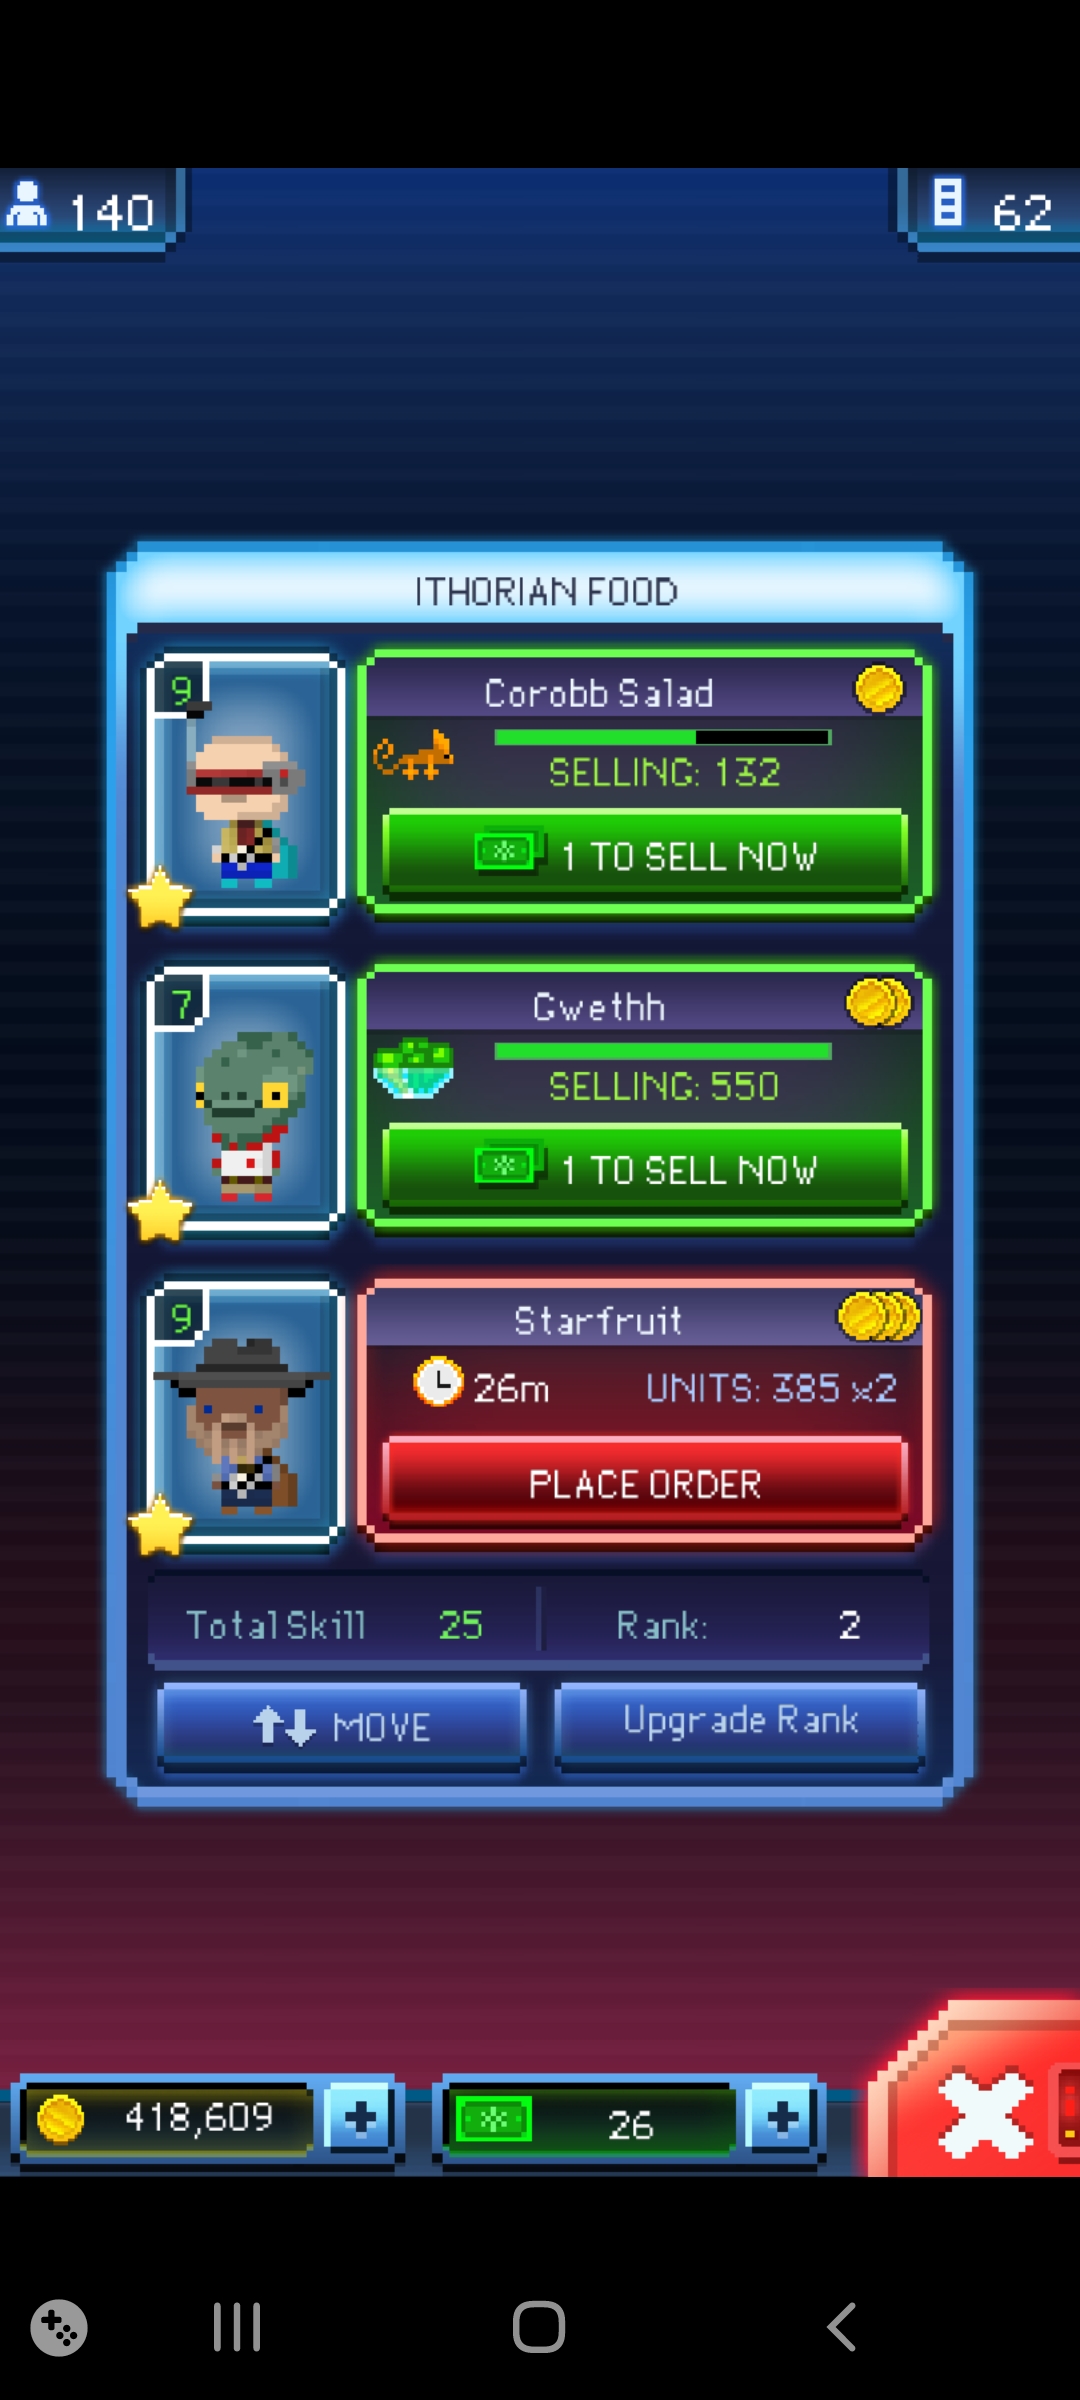 140
62
ITHORIAN FOOD
9
Corobb Salad
SELLING: 132
1 TO SELL NOW
7
Gwethh
SELLING: 550
1 TO SELL NOW
9
Starfruit
26m UNITS: 385 x2
PLACE ORDER
Total Skill 25 Rank: 2
MOVE Upgrade Rank
418,609 26